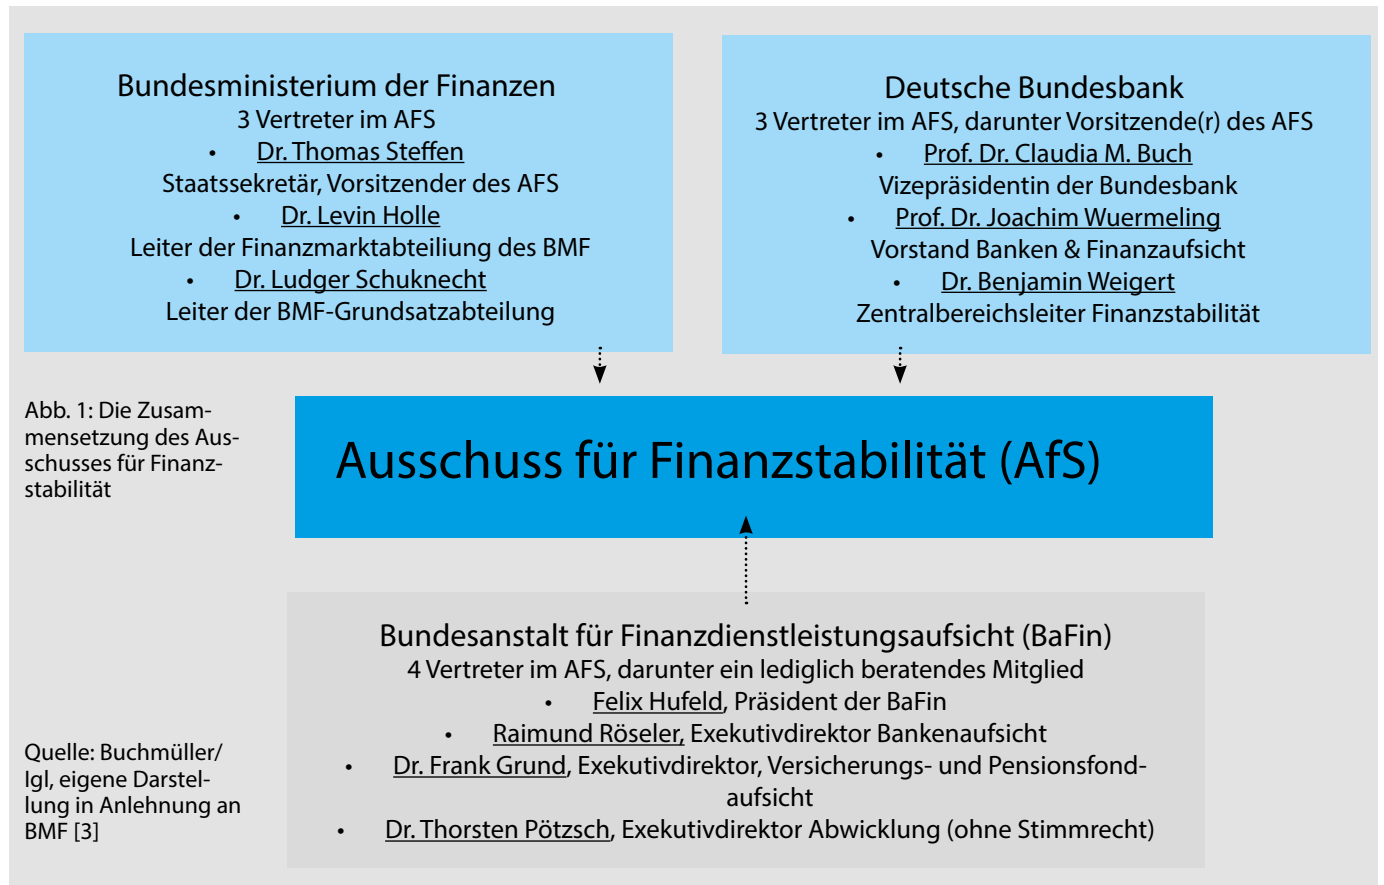 Bundesministerium der Finanzen
3 Vertreter im AFS
• Dr. Thomas Steffen
Staatssekretär, Vorsitzender des AFS
• Dr. Levin Holle
Leiter der Finanzmarktabteiliung des BMF
• Dr. Ludger Schuknecht
Leiter der BMF-Grundsatzabteilung
Deutsche Bundesbank
3 Vertreter im AFS, darunter Vorsitzende(r) des AFS
• Prof. Dr. Claudia M. Buch
Vizepräsidentin der Bundesbank
• Prof. Dr. Joachim Wuermeling
Vorstand Banken & Finanzaufsicht
• Dr. Benjamin Weigert
Zentralbereichsleiter Finanzstabilität
Abb. 1: Die Zusam-
mensetzung des Aus-
schusses für Finanz-
stabilität
Ausschuss für Finanzstabilität (AfS)
Bundesanstalt für Finanzdienstleistungsaufsicht (BaFin)
4 Vertreter im AFS, darunter ein lediglich beratendes Mitglied
• Felix Hufeld, Präsident der BaFin
• Raimund Röseler, Exekutivdirektor Bankenaufsicht
• Dr. Frank Grund, Exekutivdirektor, Versicherungs- und Pensionsfond-
aufsicht
• Dr. Thorsten Pötzsch, Exekutivdirektor Abwicklung (ohne Stimmrecht)
Quelle: Buchmüller/
Igl, eigene Darstel-
lung in Anlehnung an
BMF [3]